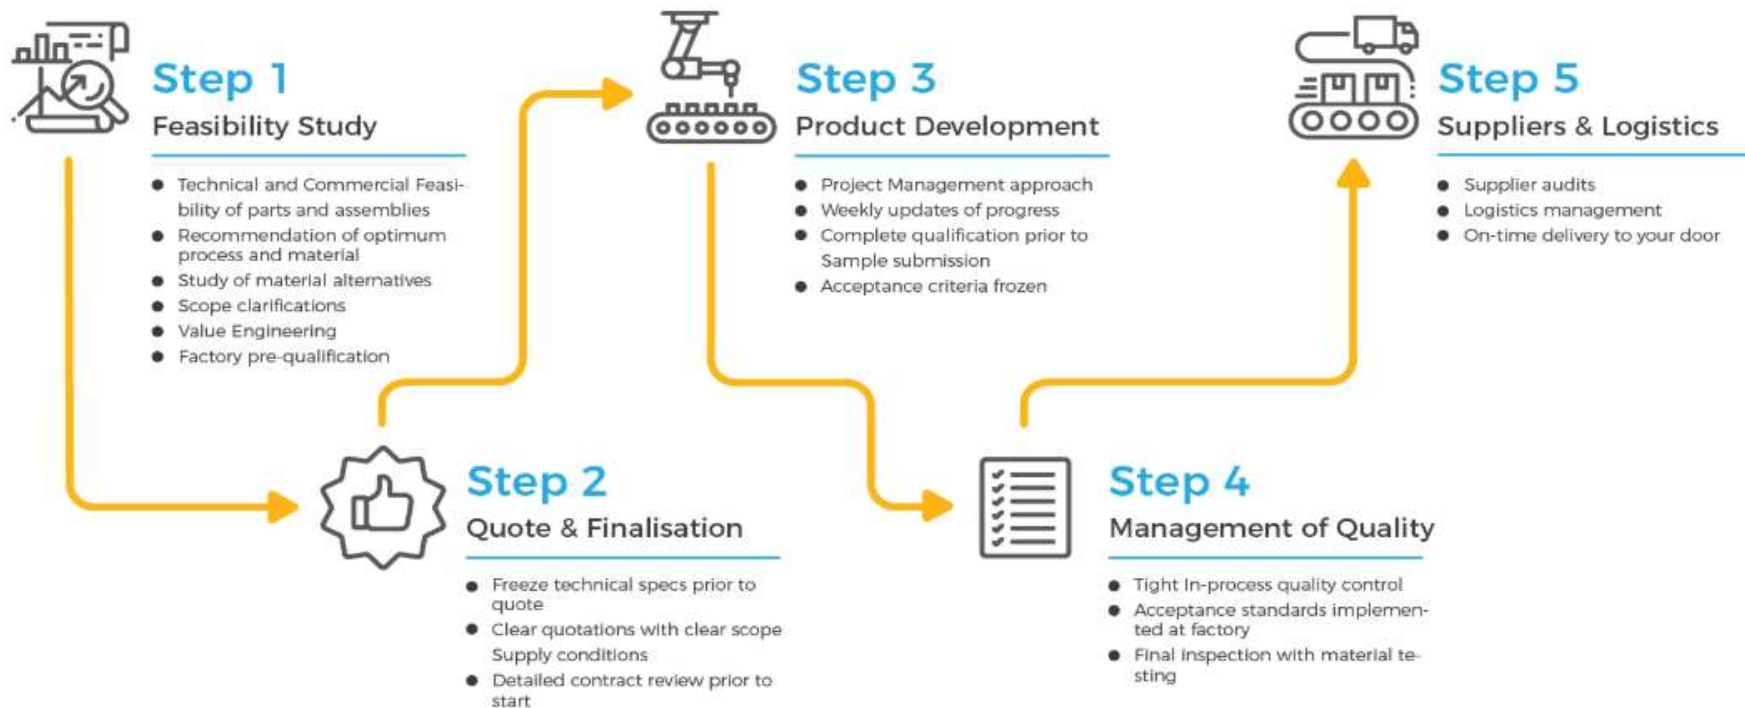 Step 1
Feasibility Study
Technical and Commercial Feasi-
bility of parts and assemblies
Recommendation of optimum
process and material
Study of material alternatives
Scope clarifications
Value Engineering
Factory pre-qualification
Step 2
Quote & Finalisation
Freeze technical specs prior to
quote
Clear quotations with clear scope
Supply conditions
Detailed contract review prior to
start
Step 3
Product Development
Project Management approach
Weekly updates of progress
Complete qualification prior to
Sample submission
Acceptance criteria frozen
Step 4
Management of Quality
Tight In-process quality control
Acceptance standards implemen-
ted at factory
Final inspection with material te-
sting
Step 5
Suppliers & Logistics
Supplier audits
Logistics management
On-time delivery to your door